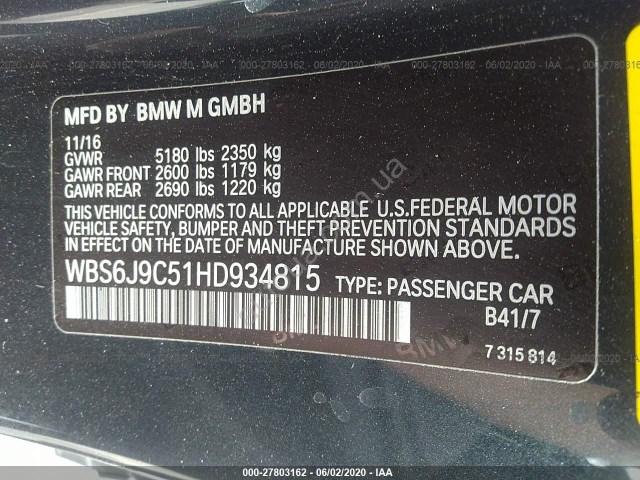 000-27803162 - 06/02/2020 - IAA
MFD BY BMW M GMBH
11/16
GVWR 5180 lbs 2350 kg
GAWR FRONT 2600 lbs 1179 kg
GAWR REAR 2690 lbs 1220 kg
THIS VEHICLE CONFORMS TO ALL APPLICABLE U.S.FEDERAL MOTOR
VEHICLE SAFETY, BUMPER AND THEFT PREVENTION STANDARDS
IN EFFECT ON THE DATE OF MANUFACTURE SHOWN ABOVE.
WBS6J9C51HD934815 TYPE: PASSENGER CAR
B41/7
7 315 814
000-27803162 - 06/02/2020 - IAA